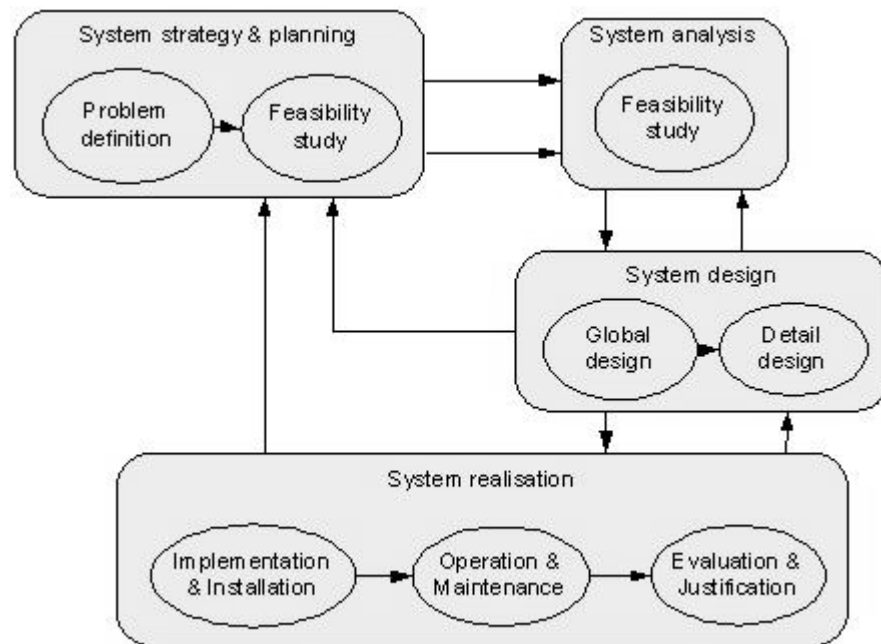 System strategy & planning
Problem
definition
Feasibility
study
System analysis
Feasibility
study
System design
Global
design
Detail
design
System realisation
Implementation
& Installation
Operation &
Maintenance
Evaluation &
Justification